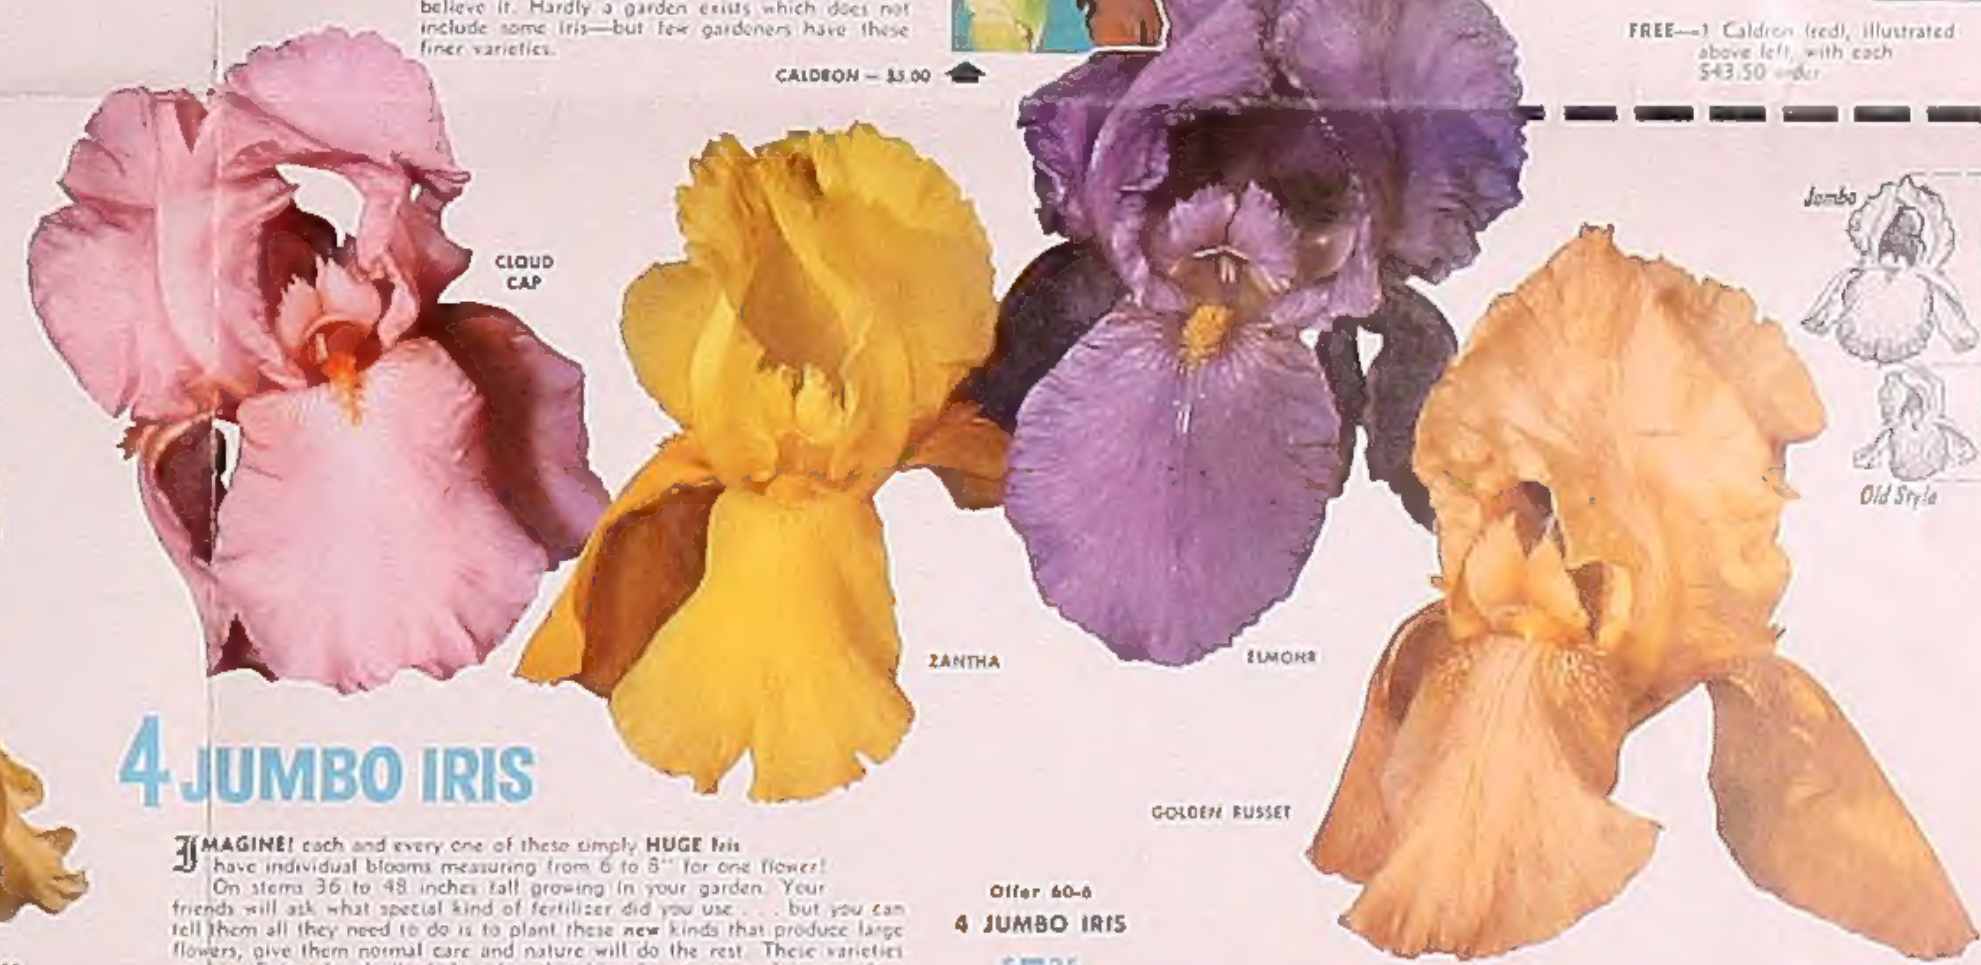 believe it. Hardly a garden exists which does not
include some Iris—but few gardeners have these
finer varieties.
CALDRON — $5.00
FREE—1 Caldron (red), illustrated
above left, with each
$43.50 order
Jumbo
Old Style
CLOUD
CAP
ZANTHA
ELMOHR
GOLDEN RUSSET
4 JUMBO IRIS
IMAGINE! each and every one of these simply HUGE Iris
have individual blooms measuring from 6 to 8" for one flower!
On stems 36 to 48 inches tall growing in your garden. Your
friends will ask what special kind of fertilizer did you use . . . but you can
tell them all they need to do is to plant these new kinds that produce large
flowers, give them normal care and nature will do the rest. These varieties
Offer 60-6
4 JUMBO IRIS